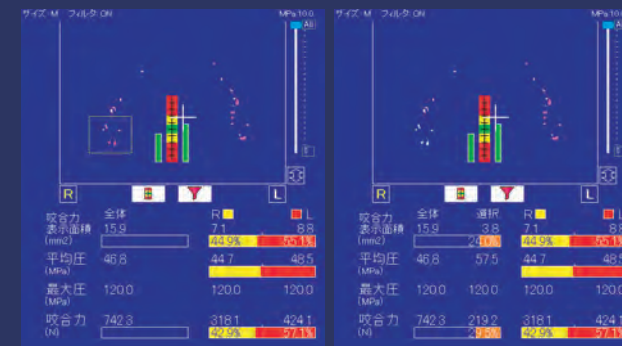 サイズ:M フィルタ:ON MPa 10.0
All
R L
咬合力 全体 R L
表示面積 15.9 7.1 8.8
(mm2) 44.9% 55.1%
平均圧 46.8 44.7 48.5
(MPa)
最大圧 120.0 120.0 120.0
(MPa)
咬合力 742.3 318.1 424.1
(N) 42.9% 57.1%
サイズ:M フィルタ:ON MPa 10.0
R L
咬合力 全体 選択 R L
表示面積 15.9 3.8 7.1 8.8
(mm2) 24.0% 44.9% 55.1%
平均圧 46.8 57.5 44.7 48.5
(MPa)
最大圧 120.0 120.0 120.0 120.0
(MPa)
咬合力 742.3 219.2 318.1 424.1
(N) 29.5% 42.9% 57.1%